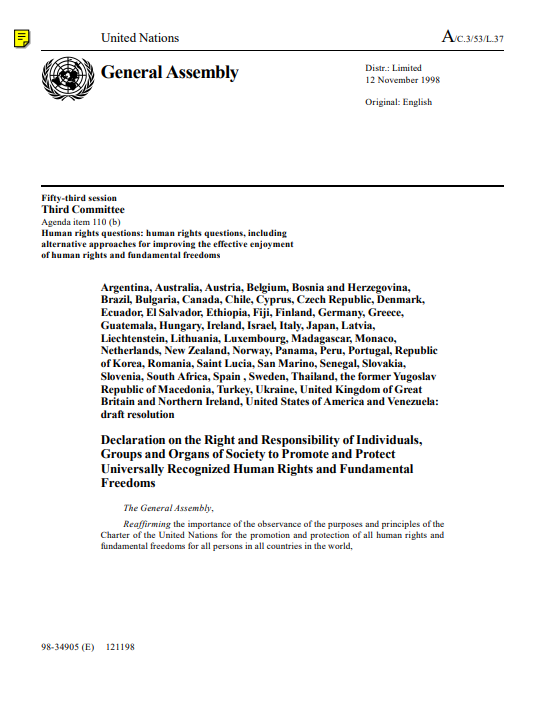 United Nations
A/C.3/53/L.37
General Assembly
Distr.: Limited
12 November 1998
Original: English
Fifty-third session
Third Committee
Agenda item 110 (b)
Human rights questions: human rights questions, including
alternative approaches for improving the effective enjoyment
of human rights and fundamental freedoms
Argentina, Australia, Austria, Belgium, Bosnia and Herzegovina,
Brazil, Bulgaria, Canada, Chile, Cyprus, Czech Republic, Denmark,
Ecuador, El Salvador, Ethiopia, Fiji, Finland, Germany, Greece,
Guatemala, Hungary, Ireland, Israel, Italy, Japan, Latvia,
Liechtenstein, Lithuania, Luxembourg, Madagascar, Monaco,
Netherlands, New Zealand, Norway, Panama, Peru, Portugal, Republic
of Korea, Romania, Saint Lucia, San Marino, Senegal, Slovakia,
Slovenia, South Africa, Spain , Sweden, Thailand, the former Yugoslav
Republic of Macedonia, Turkey, Ukraine, United Kingdom of Great
Britain and Northern Ireland, United States of America and Venezuela:
draft resolution
Declaration on the Right and Responsibility of Individuals,
Groups and Organs of Society to Promote and Protect
Universally Recognized Human Rights and Fundamental
Freedoms
The General Assembly,
Reaffirming the importance of the observance of the purposes and principles of the
Charter of the United Nations for the promotion and protection of all human rights and
fundamental freedoms for all persons in all countries in the world,
98-34905 (E) 121198